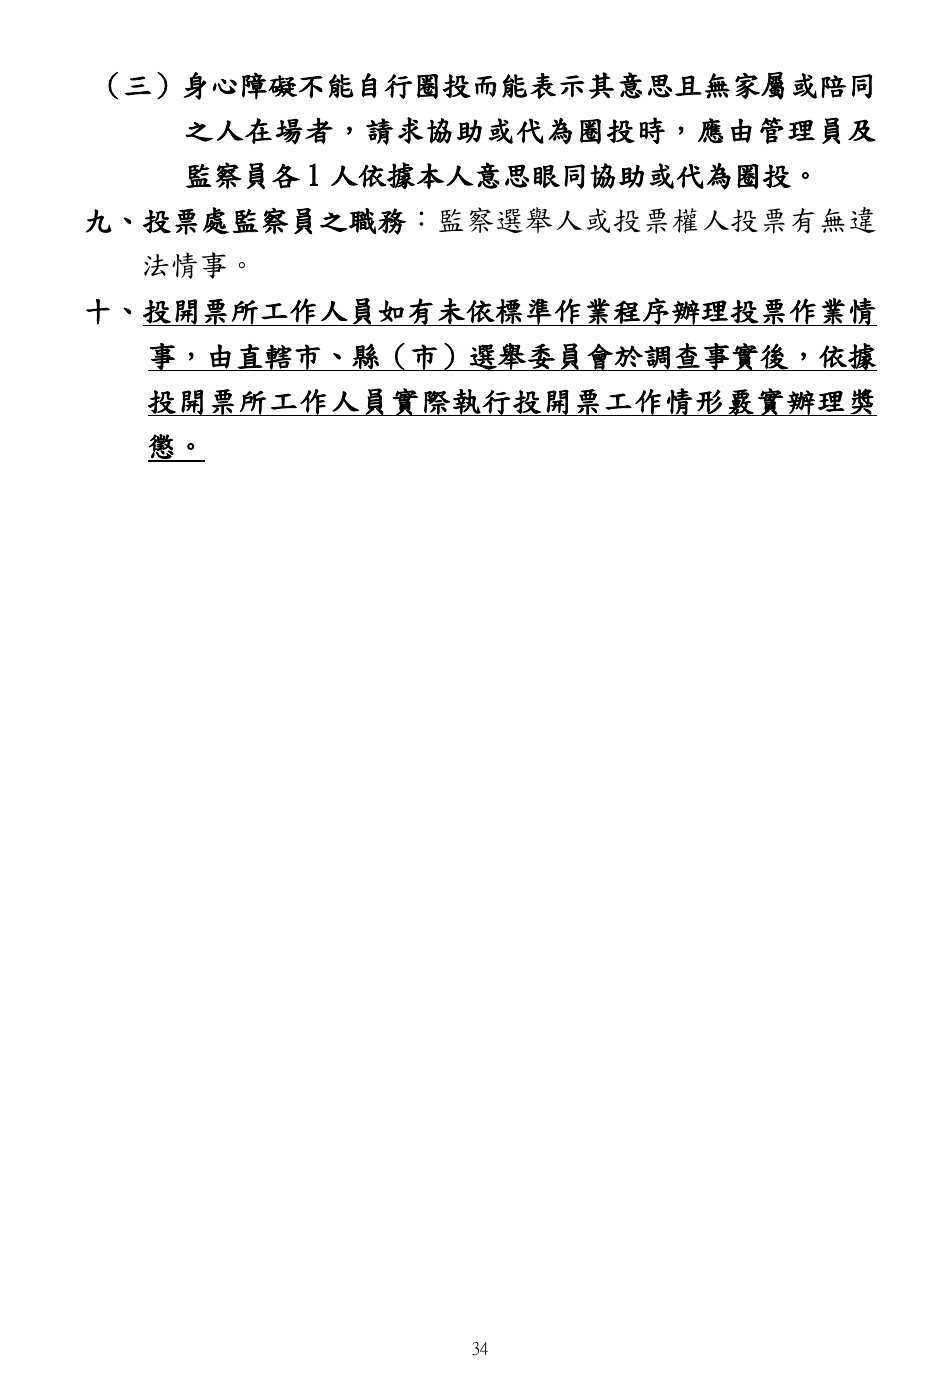 （三）身心障礙不能自行圈投而能表示其意思且無家屬或陪同
之人在場者，請求協助或代為圈投時，應由管理員及
監察員各1人依據本人意思眼同協助或代為圈投。
九、投票處監察員之職務：監察選舉人或投票權人投票有無違
法情事。
十、投開票所工作人員如有未依標準作業程序辦理投票作業情
事，由直轄市、縣（市）選舉委員會於調查事實後，依據
投開票所工作人員實際執行投開票工作情形覈實辦理獎
懲。
34